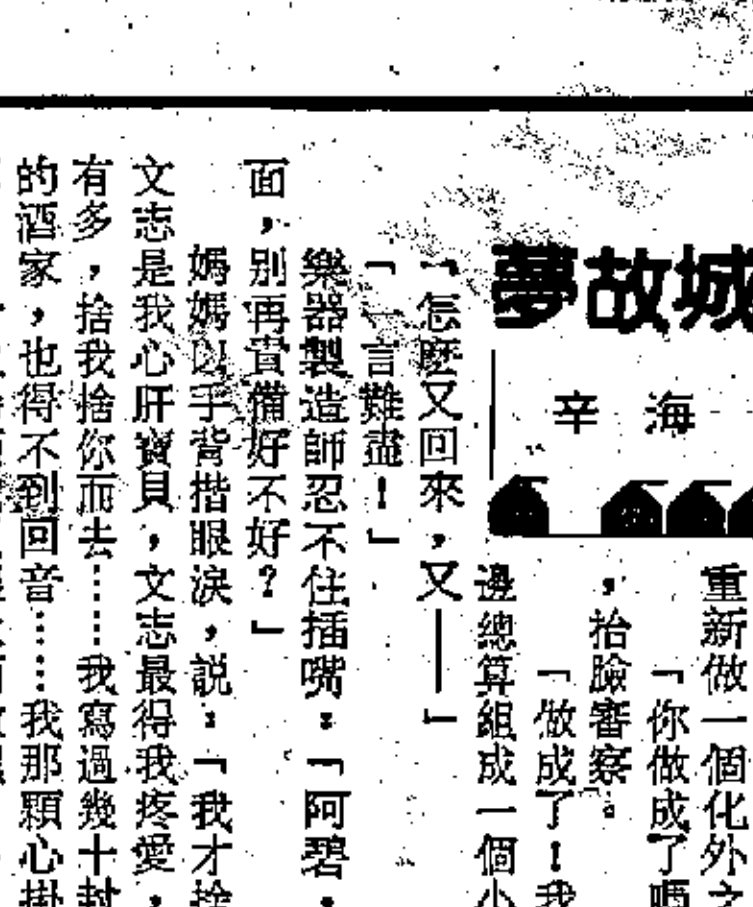 夢故城
辛海
重新做一個化外之
「你做成了嗎
，抬臉審察。
「做成了！我
邊總算組成一個小
「怎麼又回來，又——」
「一言難盡！」
樂器製造師忍不住插嘴：「阿碧，
面，別再責備好不好？」
媽媽以手背揩眼淚，説：「我才捨
文志是我心肝寶貝，文志最得我疼愛，
有多，捨我捨你而去……我寫過幾十封
的酒家，也得不到回音……我那顆心掛